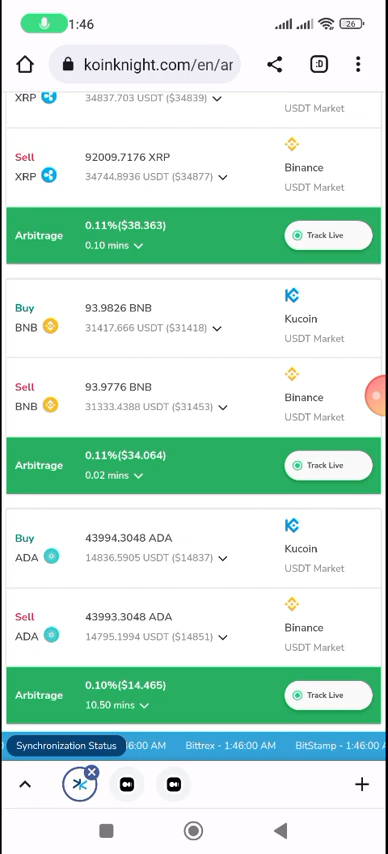 1:46
26
koinknight.com/en/ar
:D
XRP
34837.703 USDT ($34839)
USDT Market
Sell
XRP
92009.7176 XRP
34744.8936 USDT ($34877)
Binance
USDT Market
Arbitrage
0.11%($38.363)
0.10 mins
Track Live
Buy
BNB
93.9826 BNB
31417.666 USDT ($31418)
Kucoin
USDT Market
Sell
BNB
93.9776 BNB
31333.4388 USDT ($31453)
Binance
USDT Market
Arbitrage
0.11%($34.064)
0.02 mins
Track Live
Buy
ADA
43994.3048 ADA
14836.5905 USDT ($14837)
Kucoin
USDT Market
Sell
ADA
43993.3048 ADA
14795.1994 USDT ($14851)
Binance
USDT Market
Arbitrage
0.10%($14.465)
10.50 mins
Track Live
Synchronization Status
6:00 AM Bittrex - 1:46:00 AM BitStamp - 1:46:00 A